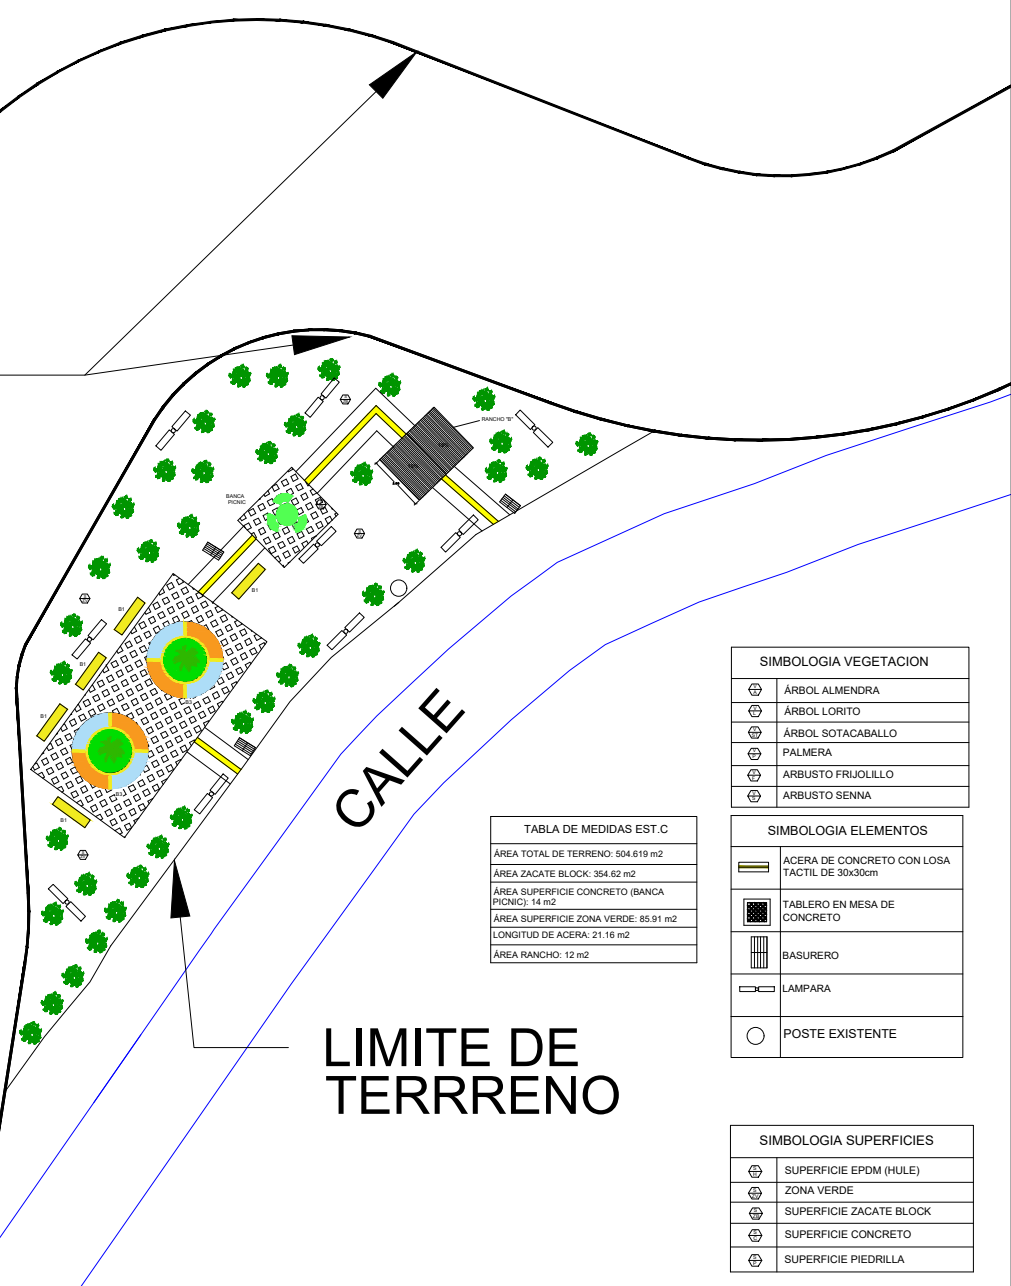 RANCHO "B"
BANCA
PICNIC
B1
B1
B1
B1
B3
B3
B1
CALLE
LIMITE DE
TERRRENO
TABLA DE MEDIDAS EST.C
ÁREA TOTAL DE TERRENO: 504.619 m2
ÁREA ZACATE BLOCK: 354.62 m2
ÁREA SUPERFICIE CONCRETO (BANCA
PICNIC): 14 m2
ÁREA SUPERFICIE ZONA VERDE: 85.91 m2
LONGITUD DE ACERA: 21.16 m2
ÁREA RANCHO: 12 m2
SIMBOLOGIA VEGETACION
ÁRBOL ALMENDRA
ÁRBOL LORITO
ÁRBOL SOTACABALLO
PALMERA
ARBUSTO FRIJOLILLO
ARBUSTO SENNA
SIMBOLOGIA ELEMENTOS
ACERA DE CONCRETO CON LOSA
TACTIL DE 30x30cm
TABLERO EN MESA DE
CONCRETO
BASURERO
LAMPARA
POSTE EXISTENTE
SIMBOLOGIA SUPERFICIES
SUPERFICIE EPDM (HULE)
ZONA VERDE
SUPERFICIE ZACATE BLOCK
SUPERFICIE CONCRETO
SUPERFICIE PIEDRILLA